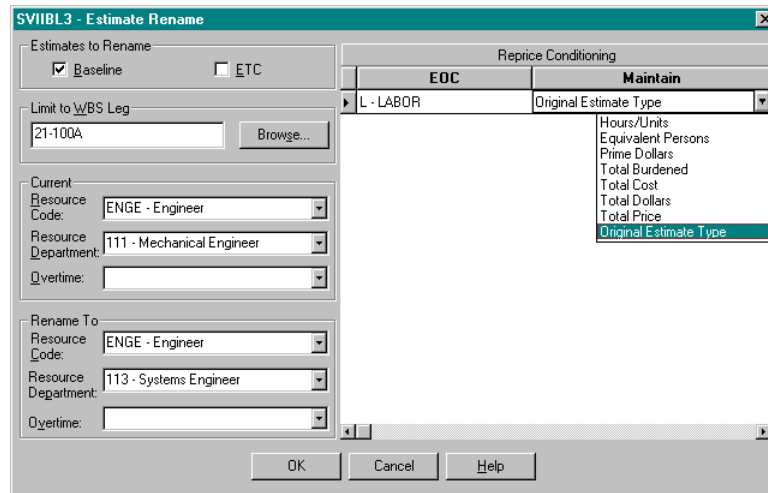 SVIIBL3 - Estimate Rename
Estimates to Rename
Baseline
ETC
Limit to WBS Leg
21-100A
Browse...
Current
Resource Code:
ENGE - Engineer
Resource Department:
111 - Mechanical Engineer
Overtime:
Rename To
Resource Code:
ENGE - Engineer
Resource Department:
113 - Systems Engineer
Overtime:
Reprice Conditioning
EOC
Maintain
L - LABOR
Original Estimate Type
Hours/Units
Equivalent Persons
Prime Dollars
Total Burdened
Total Cost
Total Dollars
Total Price
Original Estimate Type
OK
Cancel
Help